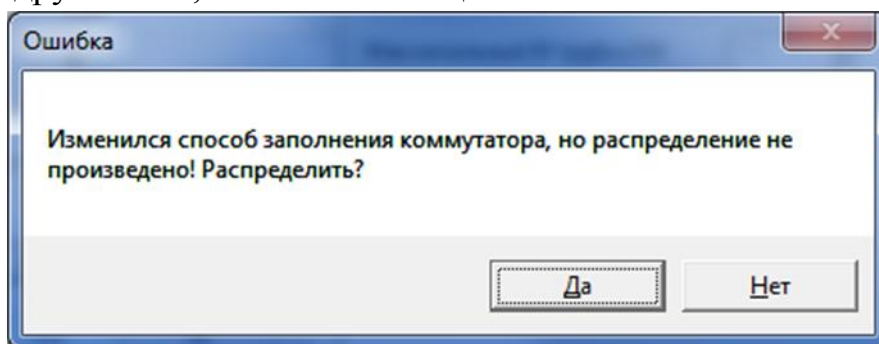 Ошибка
Изменился способ заполнения коммутатора, но распределение не
произведено! Распределить?
Да
Нет